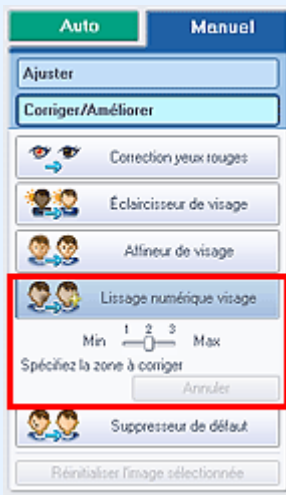 Auto Manuel
Ajuster
Corriger/Améliorer
Correction yeux rouges
Éclaircisseur de visage
Affineur de visage
Lissage numérique visage
1 2 3
Min Max
Spécifiez la zone à corriger
Annuler
Suppresseur de défaut
Réinitialiser l'image sélectionnée